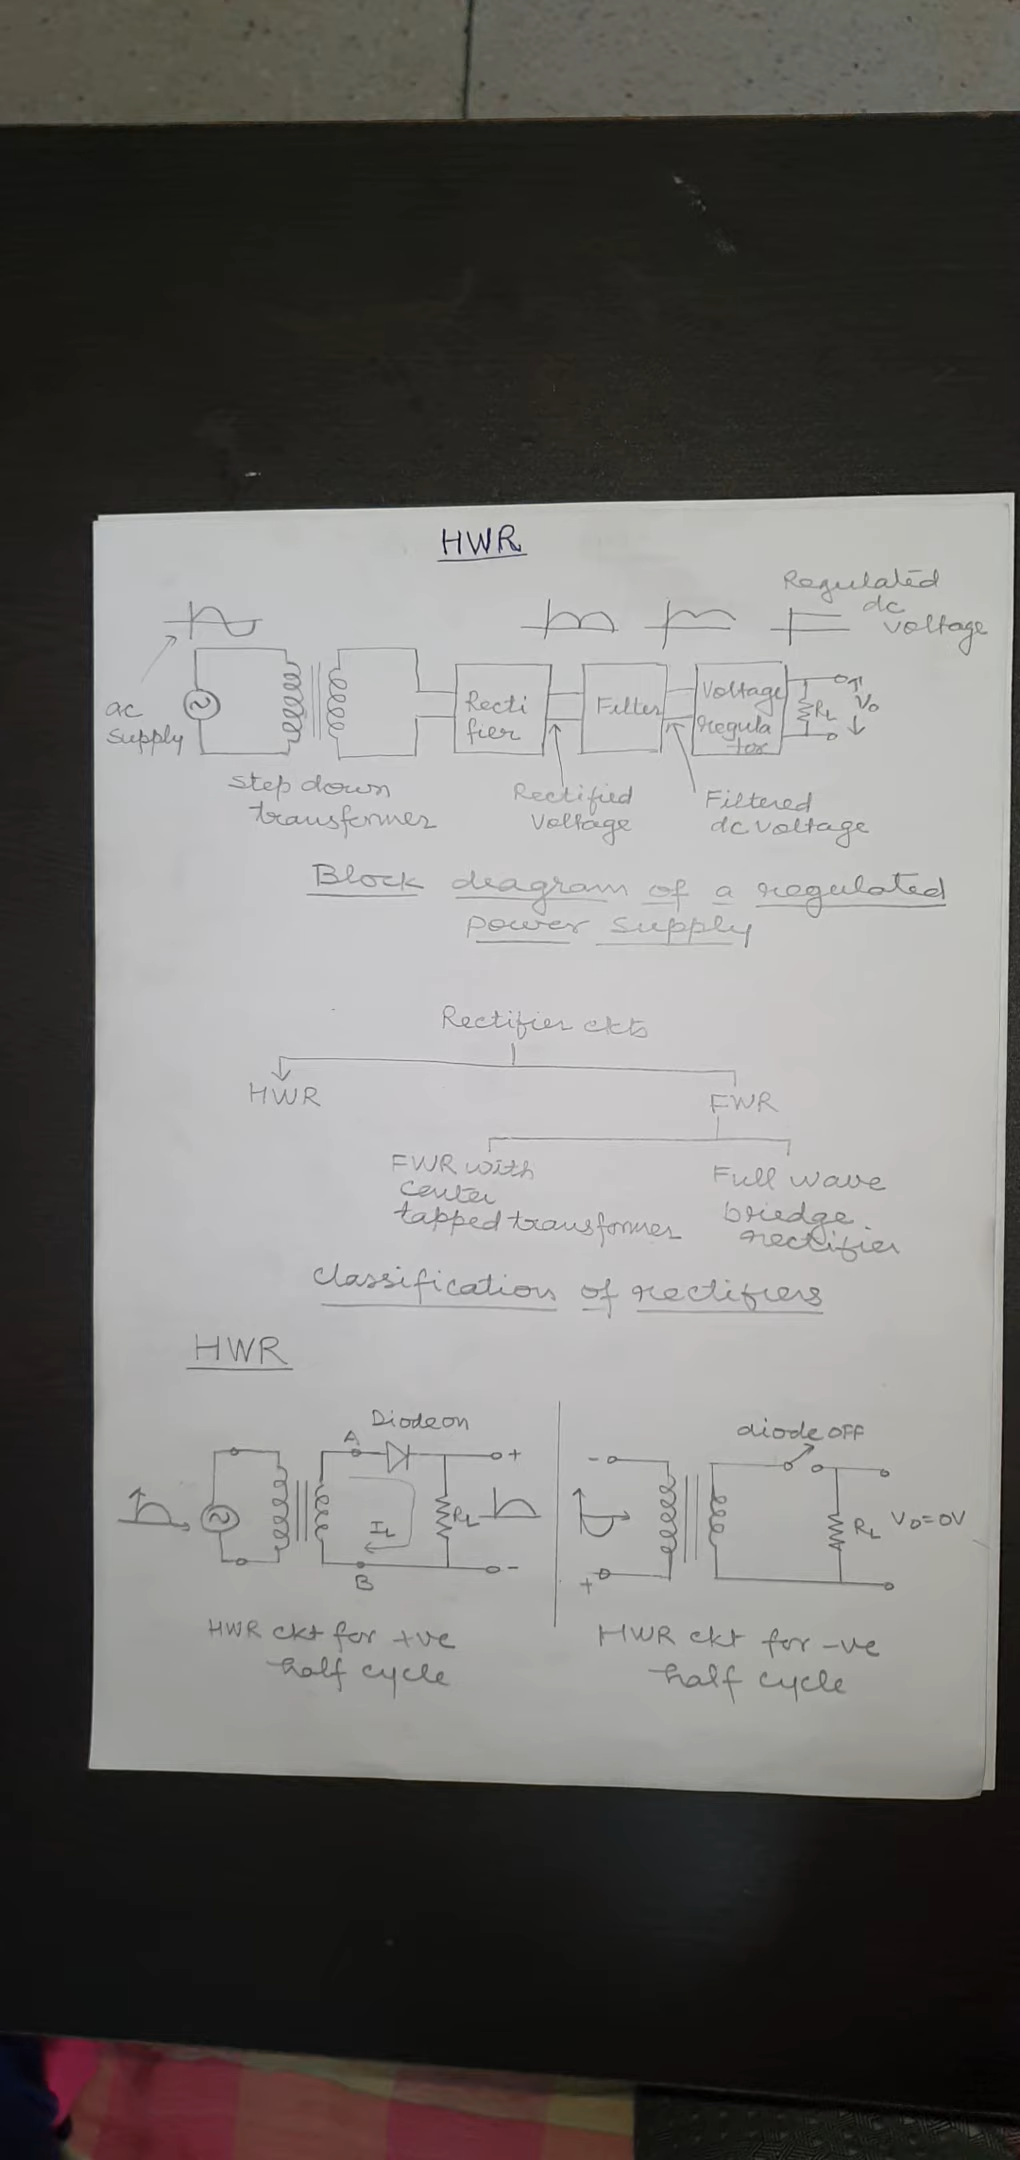 HWR
Regulated
dc
voltage
ac
supply
Recti
fier
Filter
Voltage
regula
tor
RL
Vo
step down
transformer
Rectified
voltage
Filtered
dc voltage
Block diagram of a regulated
power supply
Rectifier ckts
HWR
FWR
FWR with
center
tapped transformer
Full wave
bridge
rectifier
classification of rectifiers
HWR
Diode on
A
+
RL
IL
B
-
HWR ckt for +ve
half cycle
diode OFF
-
RL
Vo=0V
+
HWR ckt for -ve
half cycle